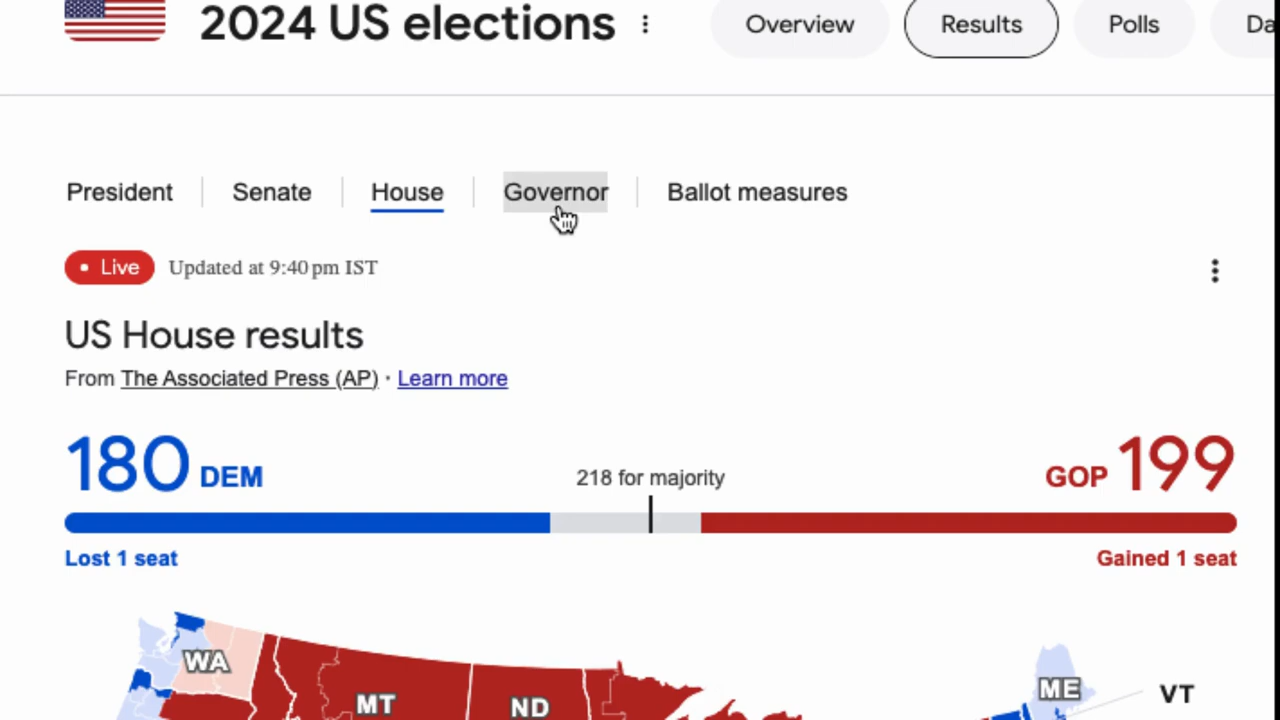 2024 US elections
Overview
Results
Polls
Da
President
Senate
House
Governor
Ballot measures
Live
Updated at 9:40 pm IST
US House results
From The Associated Press (AP) · Learn more
180 DEM
218 for majority
GOP 199
Lost 1 seat
Gained 1 seat
WA
MT
ND
ME
VT